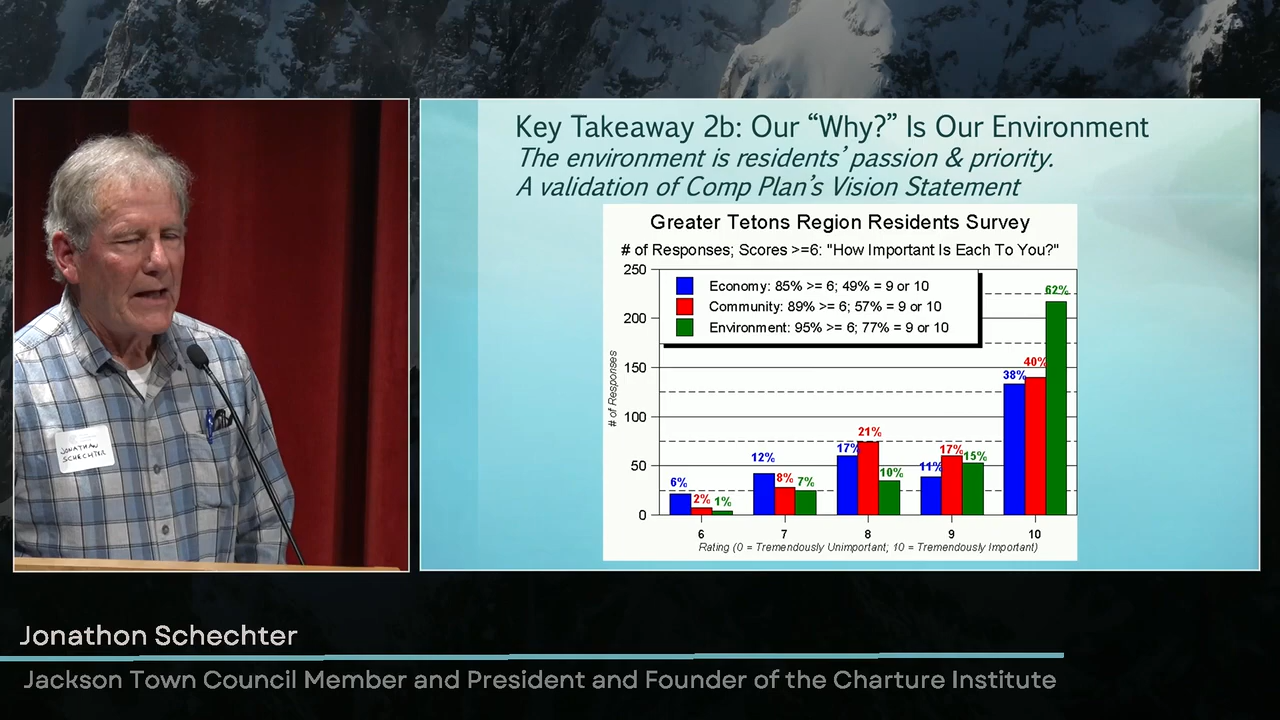 Key Takeaway 2b: Our “Why?” Is Our Environment
The environment is residents’ passion & priority.
A validation of Comp Plan’s Vision Statement
Greater Tetons Region Residents Survey
# of Responses; Scores >=6: "How Important Is Each To You?"
Economy: 85% >= 6; 49% = 9 or 10
Community: 89% >= 6; 57% = 9 or 10
Environment: 95% >= 6; 77% = 9 or 10
# of Responses
250
200
150
100
50
0
6% 2% 1%
12% 8% 7%
17% 21% 10%
11% 17% 15%
38% 40% 62%
6 7 8 9 10
Rating (0 = Tremendously Unimportant; 10 = Tremendously Important)
JONATHAN
SCHECHTER
Jonathon Schechter
Jackson Town Council Member and President and Founder of the Charture Institute